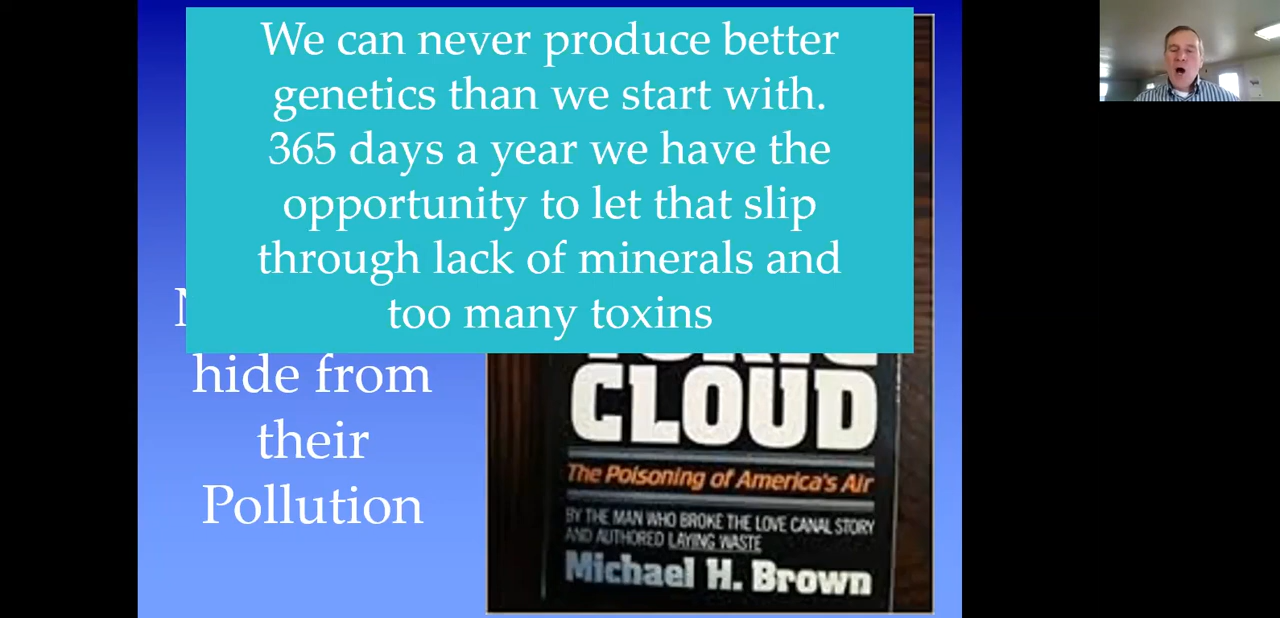 We can never produce better
genetics than we start with.
365 days a year we have the
opportunity to let that slip
through lack of minerals and
too many toxins
hide from
their
Pollution
CLOUD
The Poisoning of America's Air
BY THE MAN WHO BROKE THE LOVE CANAL STORY
AND AUTHORED LAYING WASTE
Michael H. Brown